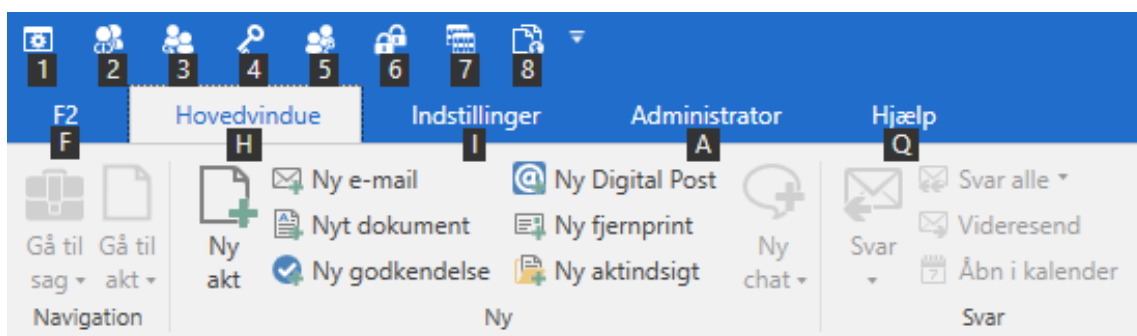 1 2 3 4 5 6 7 8
F2 Hovedvindue Indstillinger Administrator Hjælp
F H I A Q
Gå til sag
Gå til akt
Ny akt
Ny e-mail
Nyt dokument
Ny godkendelse
Ny Digital Post
Ny fjernprint
Ny aktindsigt
Ny chat
Svar
Svar alle
Videresend
Åbn i kalender
Navigation Ny Svar